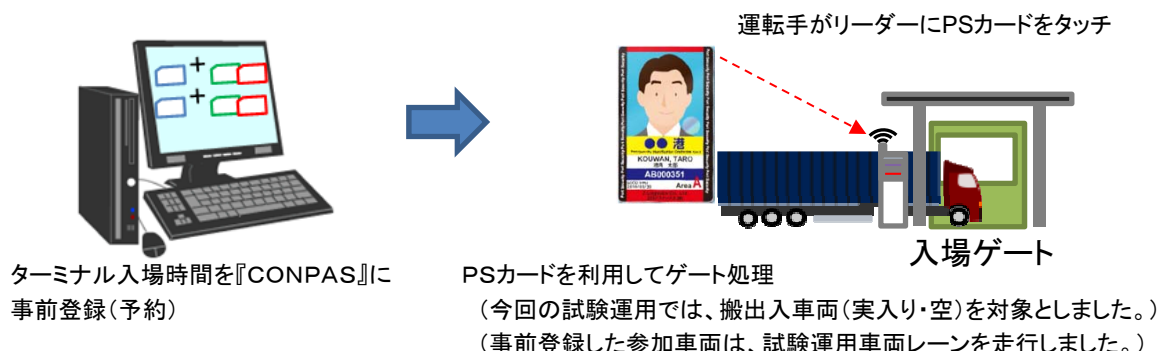 運転手がリーダーにPSカードをタッチ
●● 港
KOUWAN, TARO
AB000351
Area A
入場ゲート
ターミナル入場時間を『CONPAS』に
事前登録(予約)
PSカードを利用してゲート処理
(今回の試験運用では、搬出入車両(実入り・空)を対象としました。)
(事前登録した参加車両は、試験運用車両レーンを走行しました。)